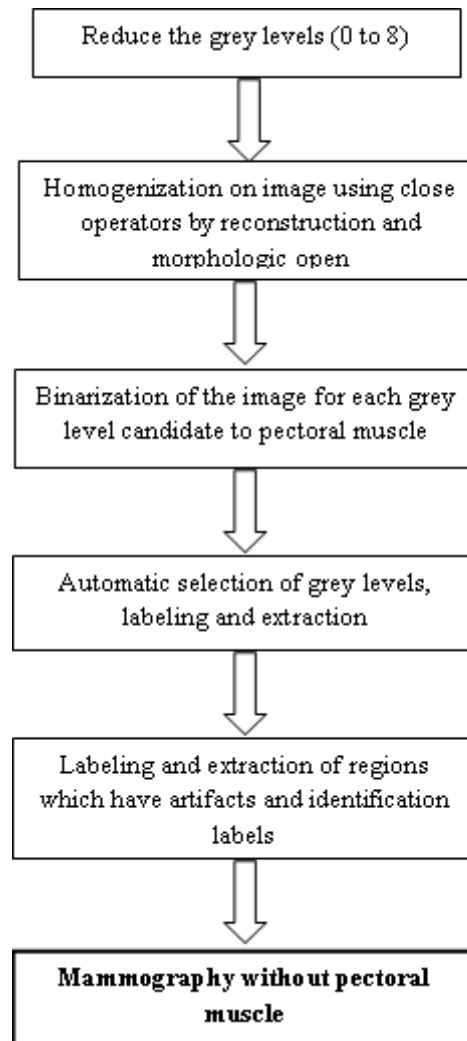 Reduce the grey levels (0 to 8)
Homogenization on image using close
operators by reconstruction and
morphologic open
Binarization of the image for each grey
level candidate to pectoral muscle
Automatic selection of grey levels,
labeling and extraction
Labeling and extraction of regions
which have artifacts and identification
labels
Mammography without pectoral
muscle